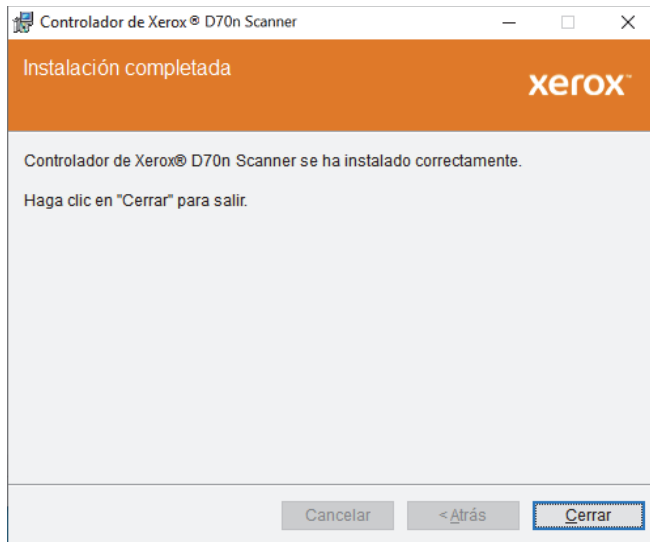 Controlador de Xerox® D70n Scanner
Instalación completada
xerox™
Controlador de Xerox® D70n Scanner se ha instalado correctamente.
Haga clic en "Cerrar" para salir.
Cancelar
< Atrás
Cerrar